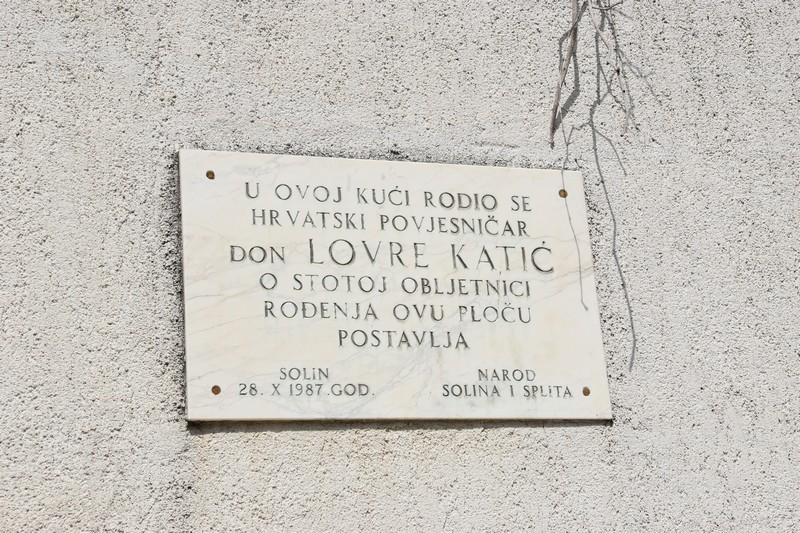 U OVOJ KUĆI RODIO SE
HRVATSKI POVJESNIČAR
DON LOVRE KATIĆ
O STOTOJ OBLJETNICI
ROĐENJA OVU PLOČU
POSTAVLJA
SOLIN
28. X 1987. GOD.
NAROD
SOLINA I SPLITA